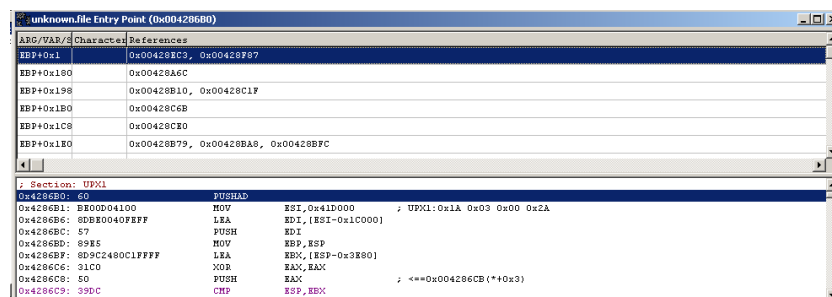 unknown.file Entry Point (0x004286B0)
ARG/VAR/S Character References
EBP+0x1 0x00428EC3, 0x00428F87
EBP+0x180 0x00428A6C
EBP+0x198 0x00428B10, 0x00428C1F
EBP+0x1B0 0x00428C6B
EBP+0x1C8 0x00428CE0
EBP+0x1E0 0x00428B79, 0x00428BA8, 0x00428BFC
; Section: UPX1
0x4286B0: 60 PUSHAD
0x4286B1: BE00D04100 MOV ESI,0x41D000 ; UPX1:0x1A 0x03 0x00 0x2A
0x4286B6: 8DBE0040FEFF LEA EDI,[ESI-0x1C000]
0x4286BC: 57 PUSH EDI
0x4286BD: 89E5 MOV EBP,ESP
0x4286BF: 8D9C2480C1FFFF LEA EBX,[ESP-0x3E80]
0x4286C6: 31C0 XOR EAX,EAX
0x4286C8: 50 PUSH EAX ; <==0x004286CB(*+0x3)
0x4286C9: 39DC CMP ESP,EBX